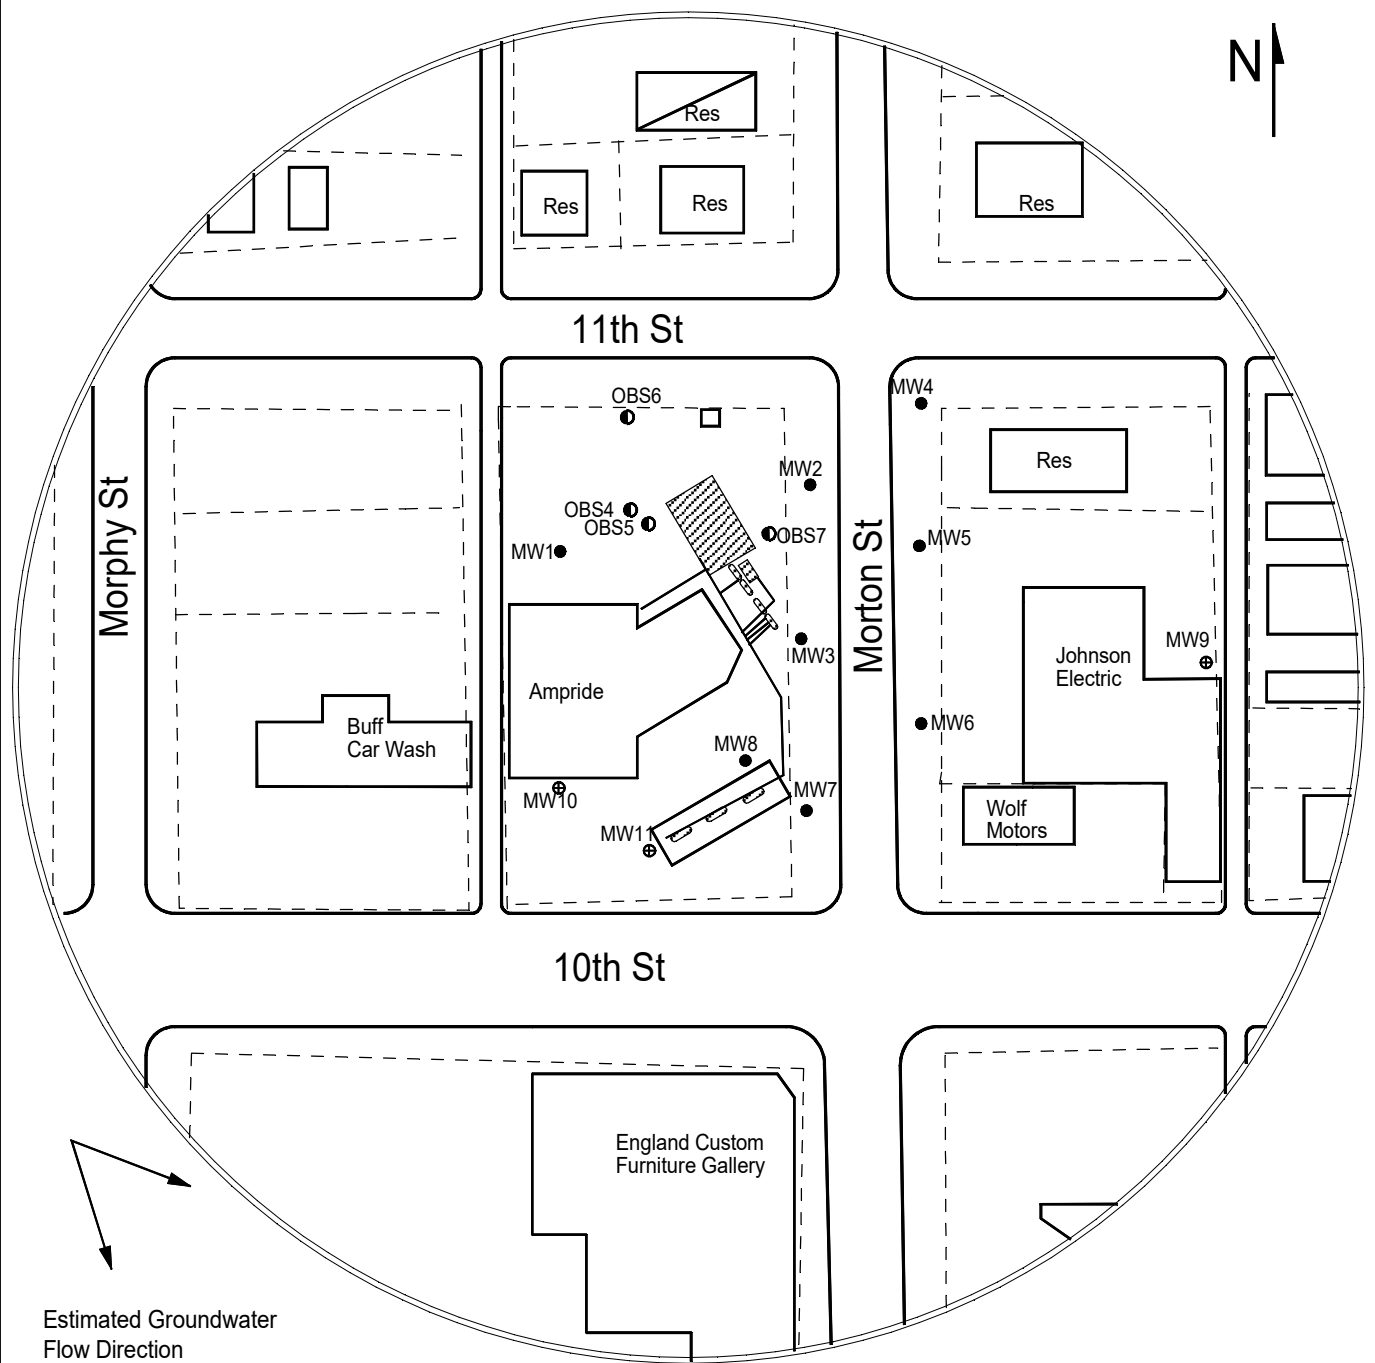 N
Res
Res
Res
Res
11th St
MW4
OBS6
Res
MW2
OBS4
OBS5
OBS7
MW1
MW5
Morphy St
Morton St
MW9
MW3
Johnson
Electric
Ampride
Buff
Car Wash
MW6
MW8
MW10
MW7
Wolf
Motors
MW11
10th St
England Custom
Furniture Gallery
Estimated Groundwater
Flow Direction